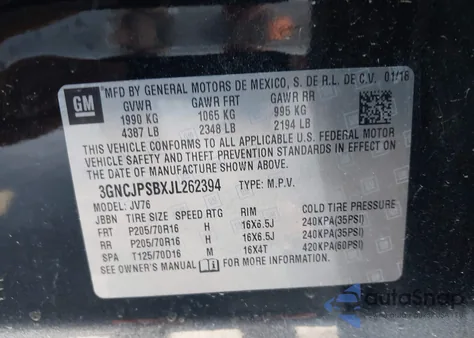 GM
MFD BY GENERAL MOTORS DE MEXICO, S. DE R.L. DE C.V. 01/18
GVWR GAWR FRT GAWR RR
1990 KG 1065 KG 995 KG
4387 LB 2348 LB 2194 LB
THIS VEHICLE CONFORMS TO ALL APPLICABLE U.S. FEDERAL MOTOR
VEHICLE SAFETY AND THEFT PREVENTION STANDARDS IN EFFECT ON THE
DATE OF MANUFACTURE SHOWN ABOVE.
3GNCJPSBXJL262394 TYPE: M.P.V.
MODEL: JV76
JBBN TIRE SIZE SPEED RTG RIM COLD TIRE PRESSURE
FRT P205/70R16 H 16X6.5J 240KPA(35PSI)
RR P205/70R16 H 16X6.5J 240KPA(35PSI)
SPA T125/70D16 M 16X4T 420KPA(60PSI)
SEE OWNER'S MANUAL FOR MORE INFORMATION
autoSnap